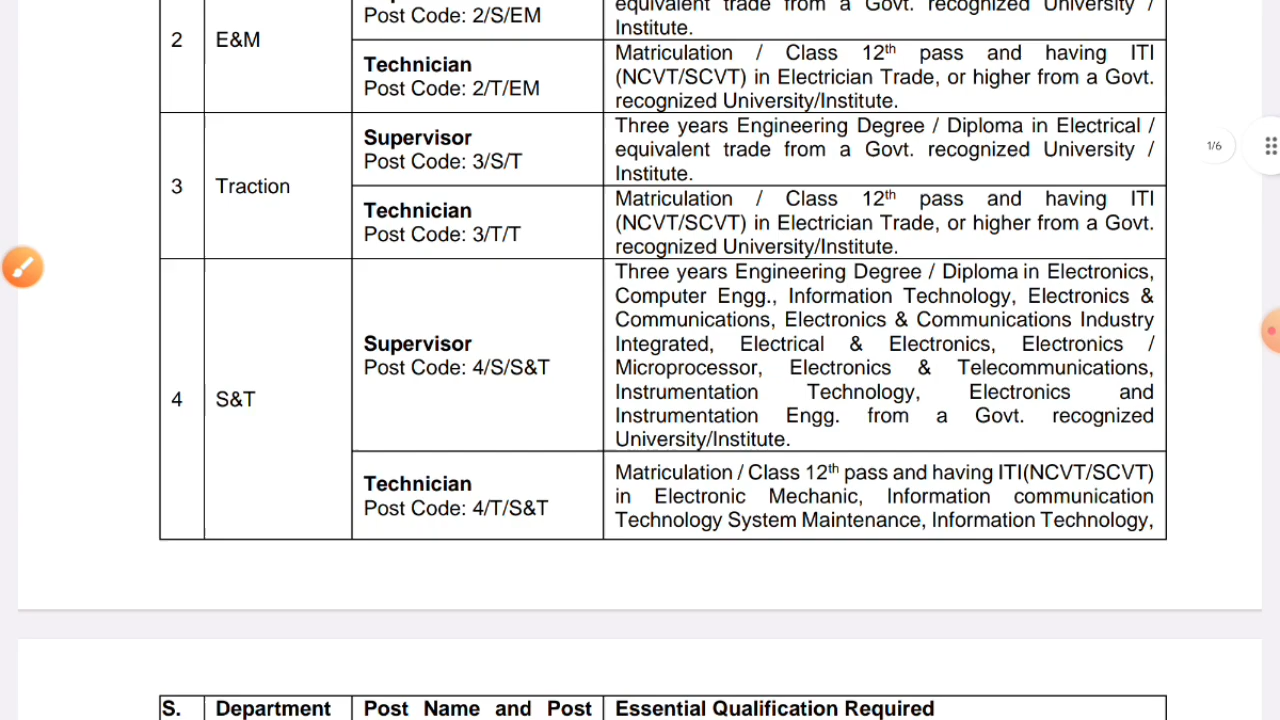 equivalent trade from a Govt. recognized University /
Post Code: 2/S/EM
Institute.
2
E&M
Technician
Post Code: 2/T/EM
Matriculation / Class 12th pass and having ITI
(NCVT/SCVT) in Electrician Trade, or higher from a Govt.
recognized University/Institute.
3
Traction
Supervisor
Post Code: 3/S/T
Three years Engineering Degree / Diploma in Electrical /
equivalent trade from a Govt. recognized University /
Institute.
1/6
Technician
Post Code: 3/T/T
Matriculation / Class 12th pass and having ITI
(NCVT/SCVT) in Electrician Trade, or higher from a Govt.
recognized University/Institute.
4
S&T
Supervisor
Post Code: 4/S/S&T
Three years Engineering Degree / Diploma in Electronics,
Computer Engg., Information Technology, Electronics &
Communications, Electronics & Communications Industry
Integrated, Electrical & Electronics, Electronics /
Microprocessor, Electronics & Telecommunications,
Instrumentation Technology, Electronics and
Instrumentation Engg. from a Govt. recognized
University/Institute.
Technician
Post Code: 4/T/S&T
Matriculation / Class 12th pass and having ITI(NCVT/SCVT)
in Electronic Mechanic, Information communication
Technology System Maintenance, Information Technology,
S. Department Post Name and Post Essential Qualification Required